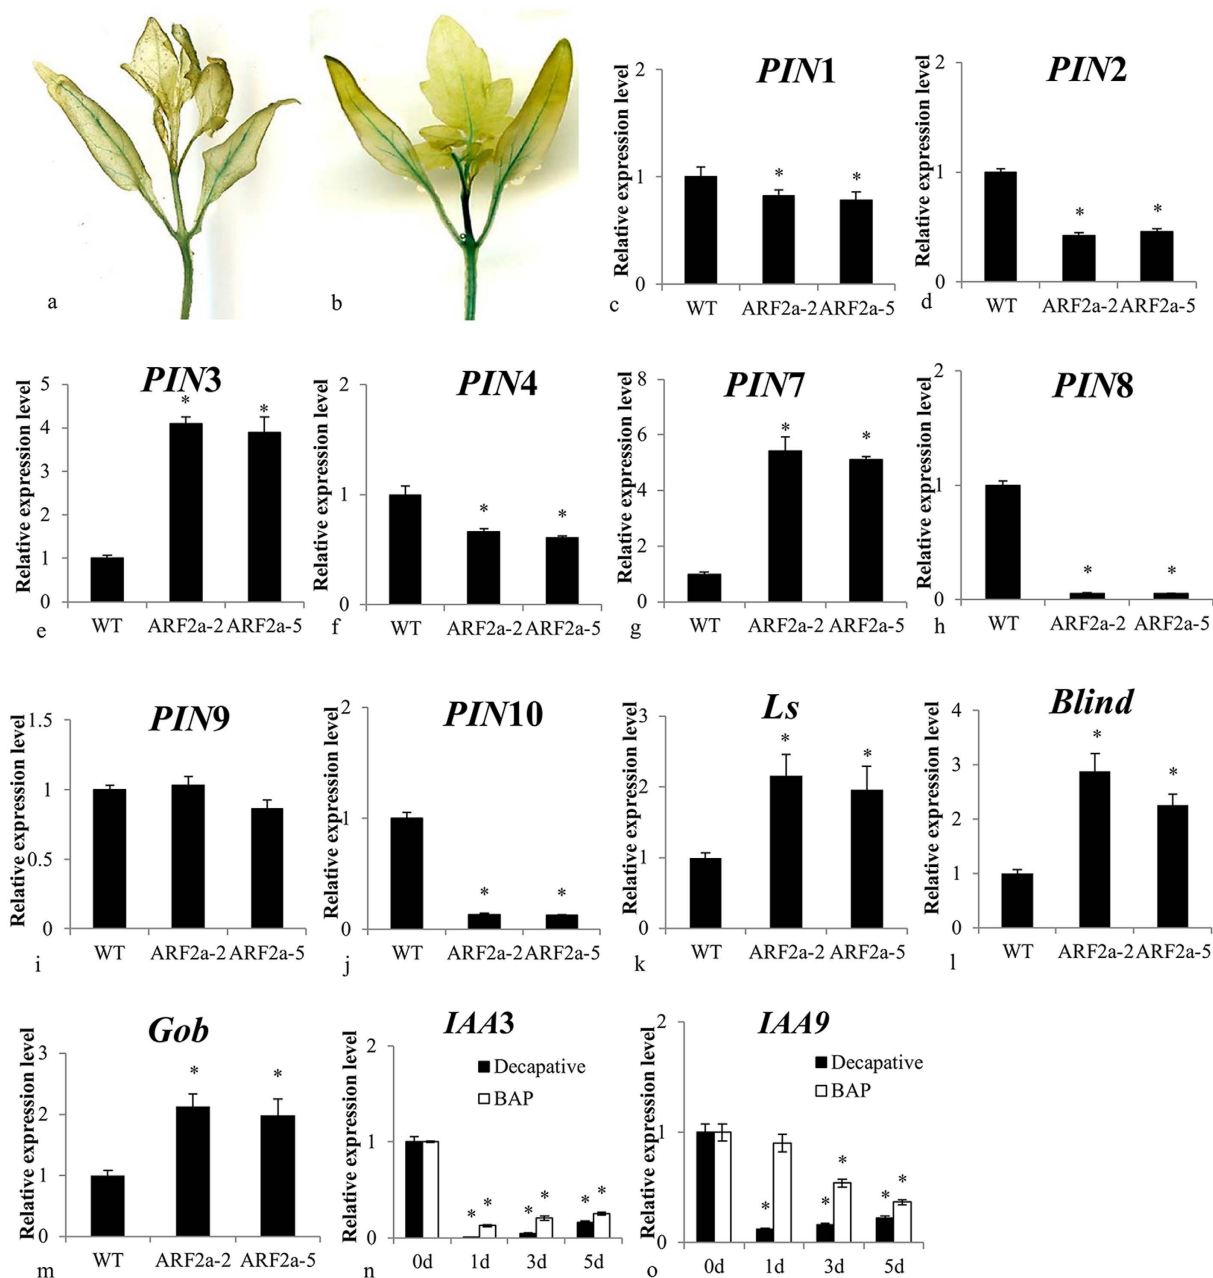 a
b
PIN1
Relative expression level
2
1
0
WT ARF2a-2 ARF2a-5
* *
c
PIN2
Relative expression level
2
1
0
WT ARF2a-2 ARF2a-5
* *
d
PIN3
Relative expression level
5
4
3
2
1
0
WT ARF2a-2 ARF2a-5
* *
e
PIN4
Relative expression level
2
1
0
WT ARF2a-2 ARF2a-5
* *
f
PIN7
Relative expression level
8
6
4
2
0
WT ARF2a-2 ARF2a-5
* *
g
PIN8
Relative expression level
2
1
0
WT ARF2a-2 ARF2a-5
* *
h
PIN9
Relative expression level
1.5
1
0.5
0
WT ARF2a-2 ARF2a-5
i
PIN10
Relative expression level
2
1
0
WT ARF2a-2 ARF2a-5
* *
j
Ls
Relative expression level
3
2
1
0
WT ARF2a-2 ARF2a-5
* *
k
Blind
Relative expression level
4
3
2
1
0
WT ARF2a-2 ARF2a-5
* *
l
Gob
Relative expression level
3
2
1
0
WT ARF2a-2 ARF2a-5
* *
m
IAA3
Relative expression level
2
1
0
Decapative
BAP
* * * * * *
0d 1d 3d 5d
n
IAA9
Relative expression level
2
1
0
Decapative
BAP
* * * * *
0d 1d 3d 5d
o